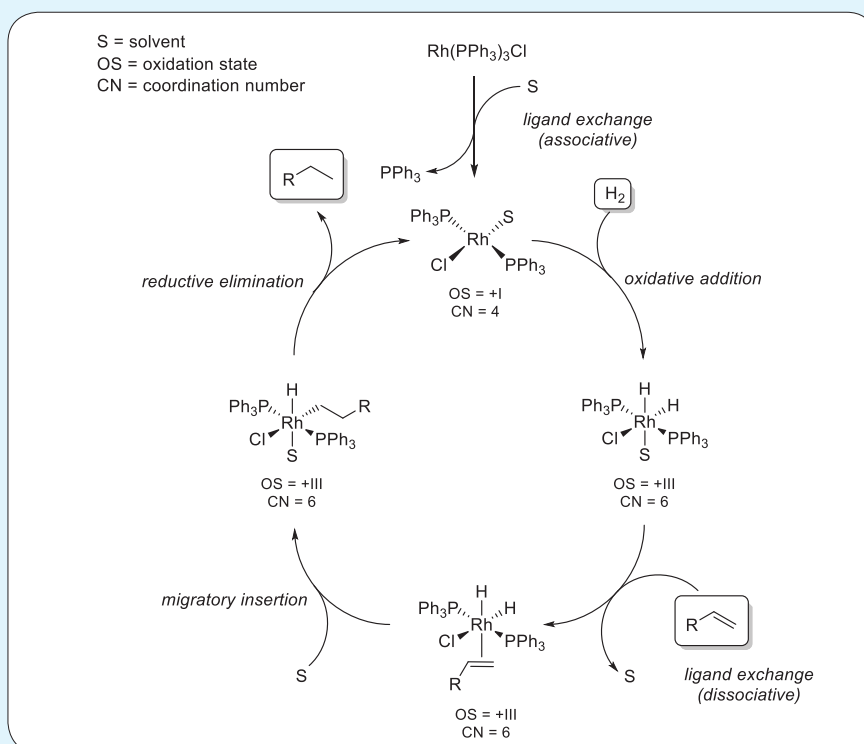 S = solvent
OS = oxidation state
CN = coordination number
Rh(PPh₃)₃Cl
S
ligand exchange
(associative)
PPh₃
R
H₂
Ph₃P
S
Rh
Cl
PPh₃
OS = +I
CN = 4
reductive elimination
oxidative addition
H
Ph₃P
R
Rh
Cl
PPh₃
S
OS = +III
CN = 6
H
Ph₃P
H
Rh
Cl
PPh₃
S
OS = +III
CN = 6
migratory insertion
S
H
Ph₃P
H
Rh
Cl
PPh₃
R
OS = +III
CN = 6
R
S
ligand exchange
(dissociative)